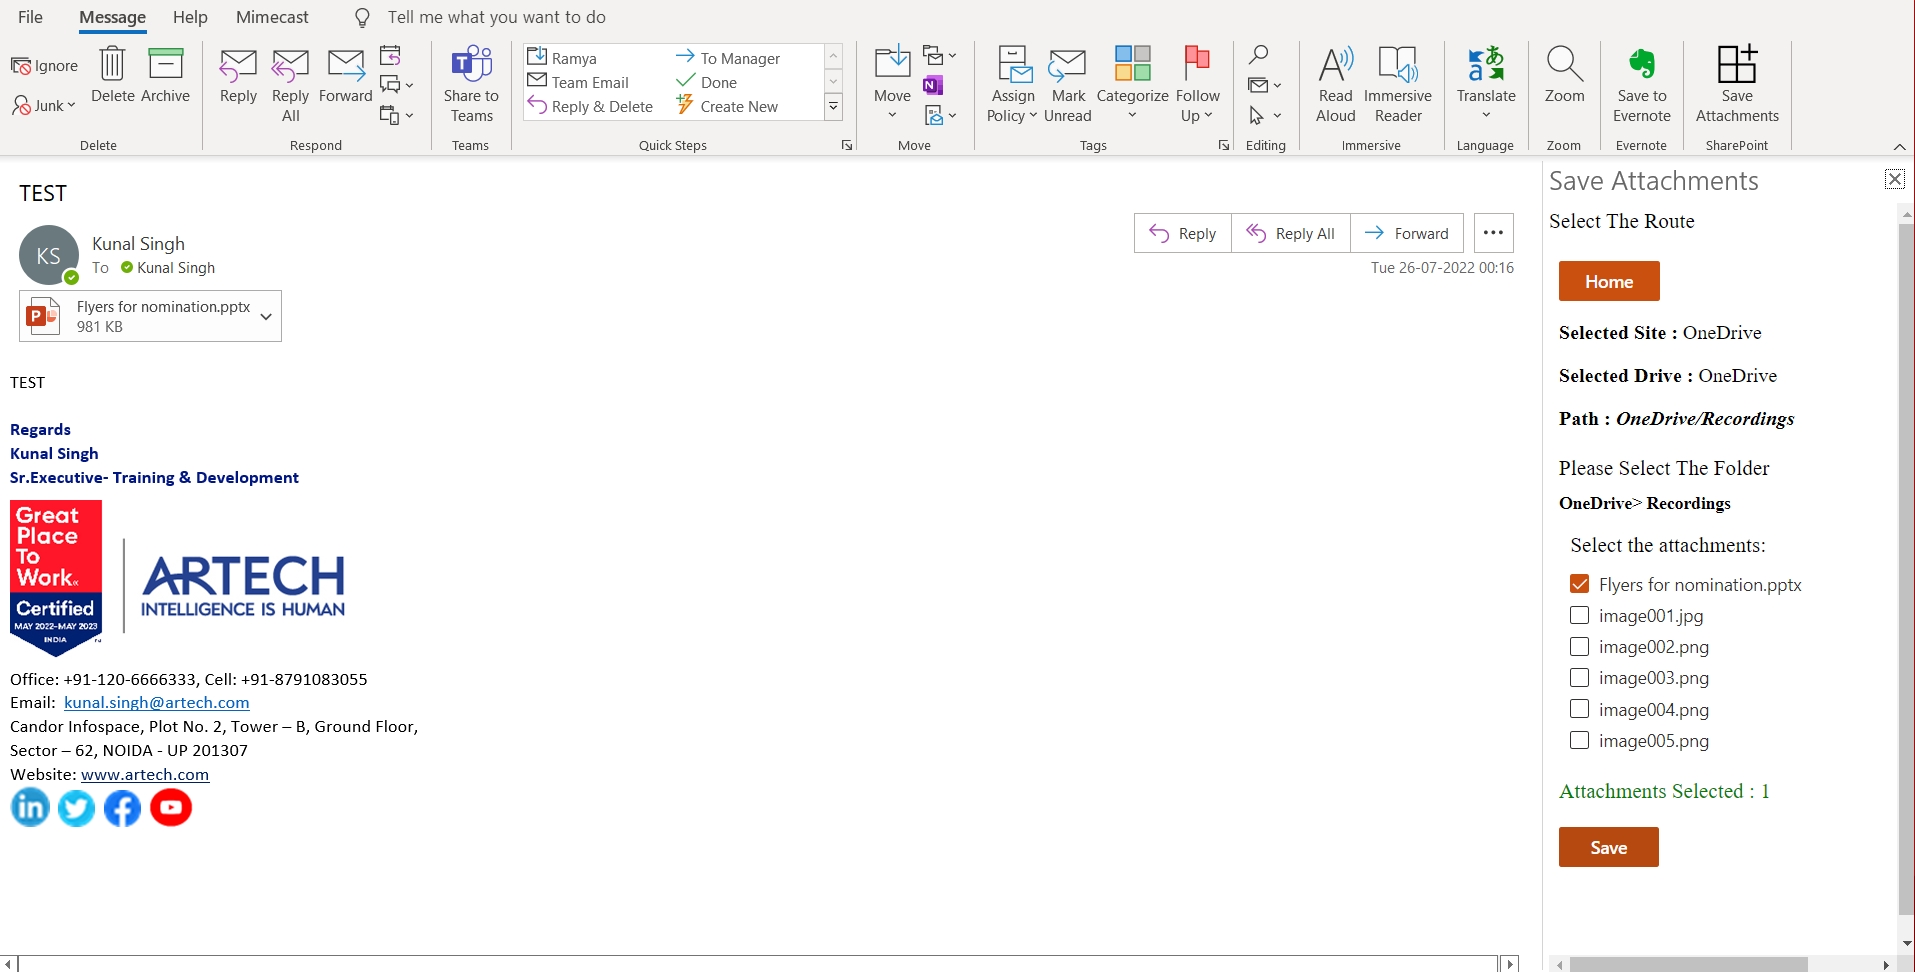 File Message Help Mimecast Tell me what you want to do
Ignore
Junk
Delete
Archive
Delete
Reply
Reply All
Forward
Respond
Share to Teams
Teams
Ramya
Team Email
Reply & Delete
To Manager
Done
Create New
Quick Steps
Move
Move
Assign Policy
Mark Unread
Categorize
Follow Up
Tags
Editing
Read Aloud
Immersive Reader
Immersive
Translate
Language
Zoom
Zoom
Save to Evernote
Evernote
Save Attachments
SharePoint
TEST
KS
Kunal Singh
To Kunal Singh
Reply
Reply All
Forward
Tue 26-07-2022 00:16
Flyers for nomination.pptx
981 KB
TEST
Regards
Kunal Singh
Sr.Executive- Training & Development
Great
Place
To
Work.
Certified
MAY 2022-MAY 2023
INDIA
ARTECH
INTELLIGENCE IS HUMAN
Office: +91-120-6666333, Cell: +91-8791083055
Email: kunal.singh@artech.com
Candor Infospace, Plot No. 2, Tower – B, Ground Floor,
Sector – 62, NOIDA - UP 201307
Website: www.artech.com
Save Attachments
Select The Route
Home
Selected Site : OneDrive
Selected Drive : OneDrive
Path : OneDrive/Recordings
Please Select The Folder
OneDrive> Recordings
Select the attachments:
Flyers for nomination.pptx
image001.jpg
image002.png
image003.png
image004.png
image005.png
Attachments Selected : 1
Save